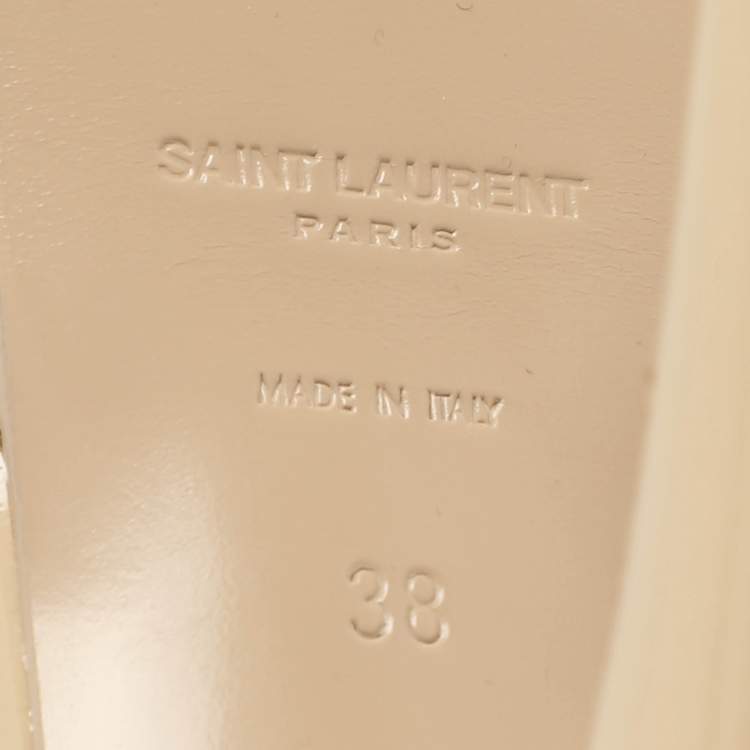 SAINT LAURENT
PARIS
MADE IN ITALY
38